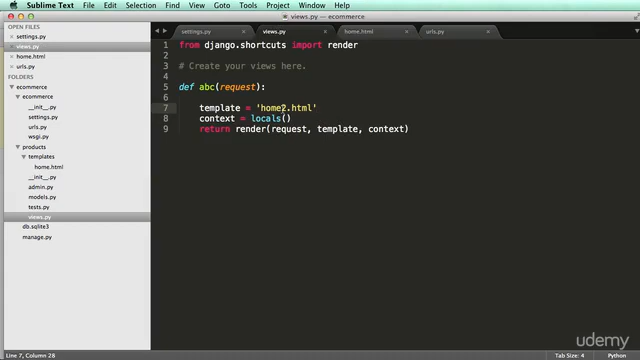 Sublime Text File Edit Selection Find View Goto Tools Project Window Help
views.py — ecommerce
OPEN FILES
settings.py
views.py
home.html
urls.py
FOLDERS
ecommerce
ecommerce
__init__.py
settings.py
urls.py
wsgi.py
products
templates
home.html
__init__.py
admin.py
models.py
tests.py
views.py
db.sqlite3
manage.py
settings.py views.py home.html urls.py
1 from django.shortcuts import render
2
3 # Create your views here.
4
5 def abc(request):
6
7 template = 'home2.html'
8 context = locals()
9 return render(request, template, context)
udemy
Line 7, Column 28 Tab Size: 4 Python